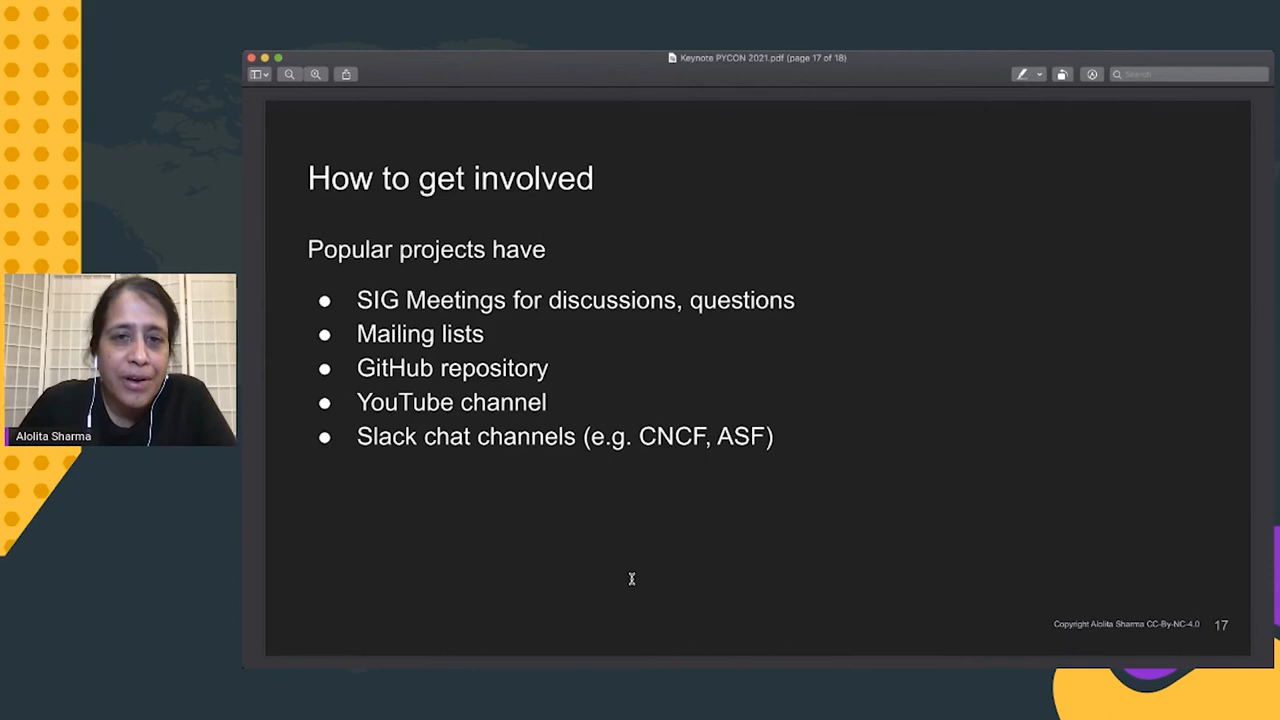 Keynote PYCON 2021.pdf (page 17 of 18)
Search
How to get involved
Popular projects have
● SIG Meetings for discussions, questions
● Mailing lists
● GitHub repository
● YouTube channel
● Slack chat channels (e.g. CNCF, ASF)
Alolita Sharma
Copyright Alolita Sharma CC-By-NC-4.0 17